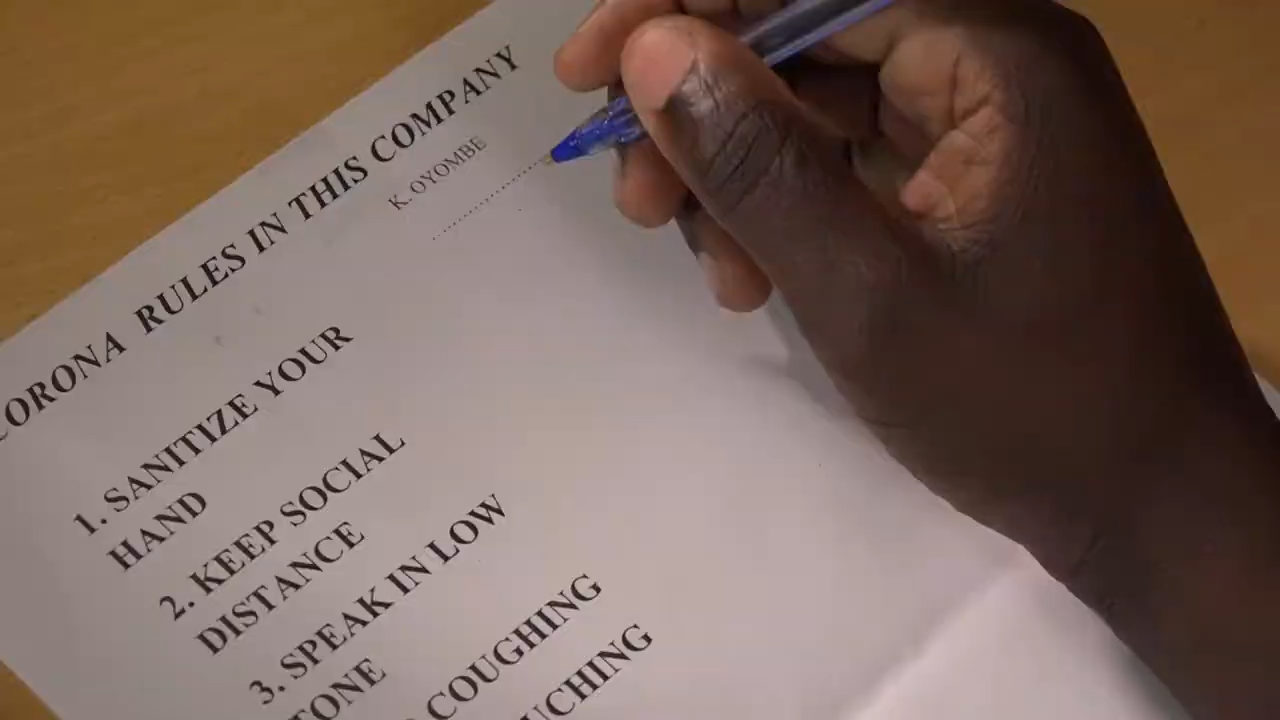 CORONA RULES IN THIS COMPANY
K. OYOMBE
....................
1. SANITIZE YOUR
HAND
2. KEEP SOCIAL
DISTANCE
3. SPEAK IN LOW
TONE
COUGHING